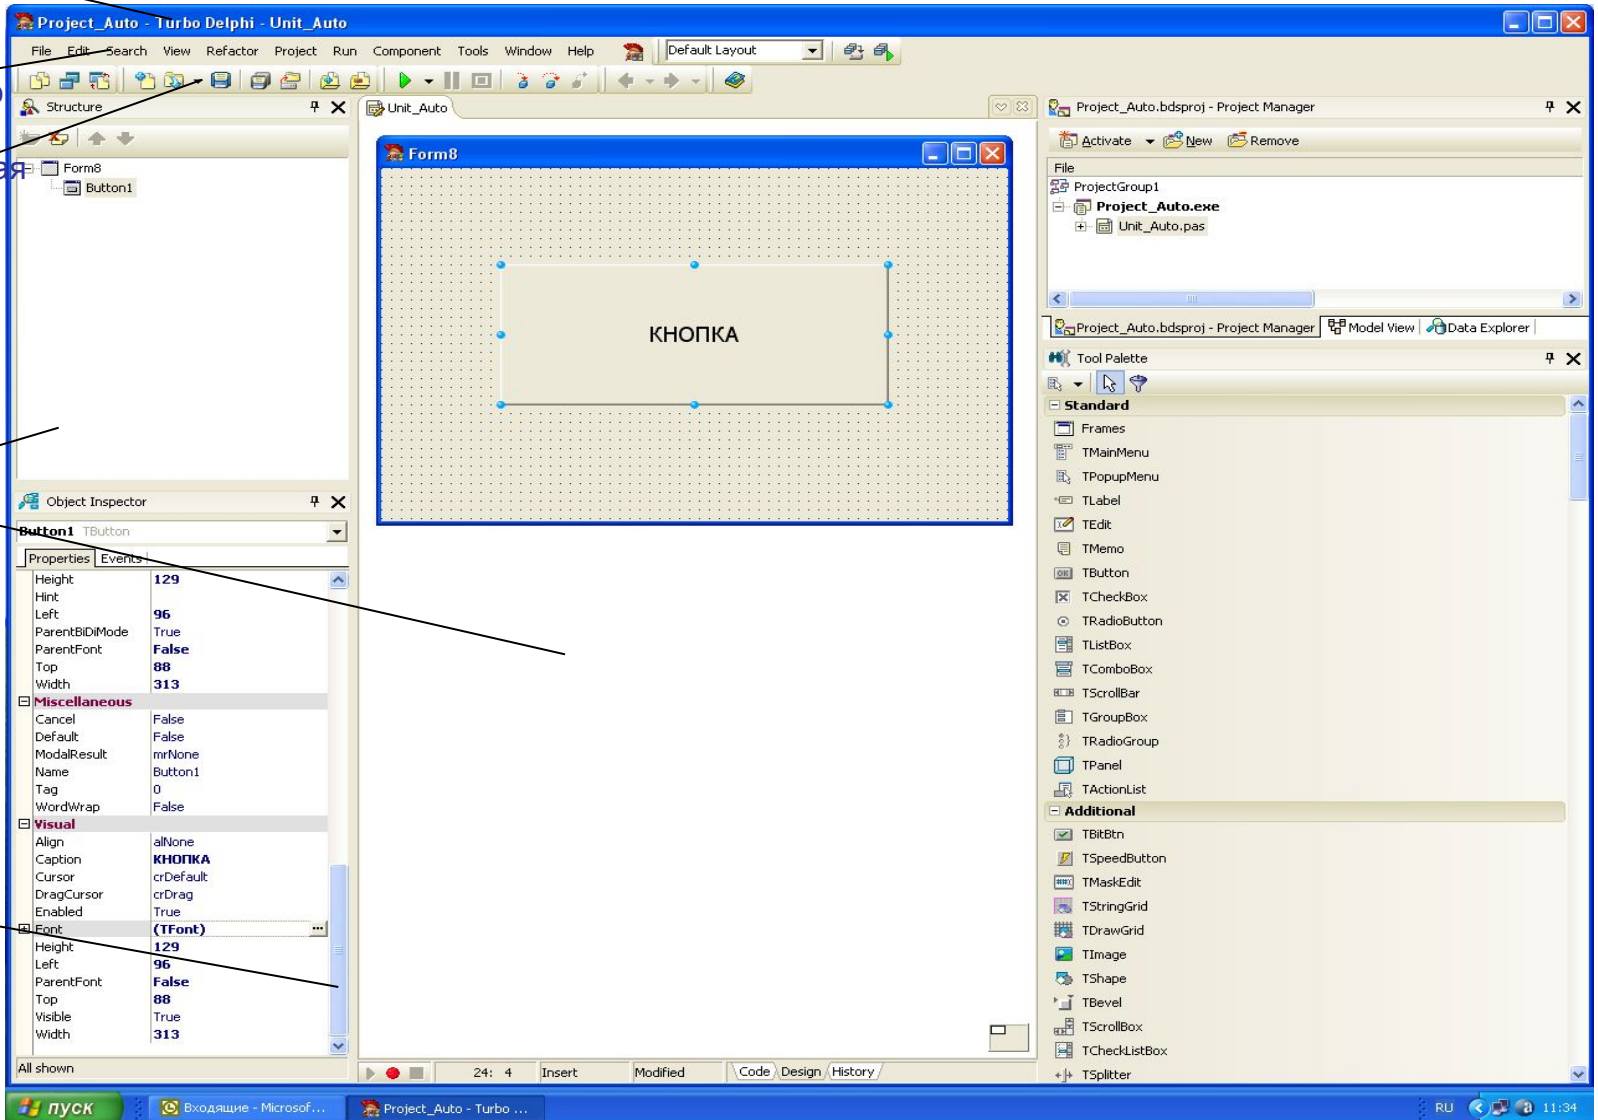 Project_Auto - Turbo Delphi - Unit_Auto
File Edit Search View Refactor Project Run Component Tools Window Help Default Layout
Structure
Form8
Button1
Object Inspector
Button1 TButton
Properties Events
Height 129
Hint
Left 96
ParentBiDiMode True
ParentFont False
Top 88
Width 313
Miscellaneous
Cancel False
Default False
ModalResult mrNone
Name Button1
Tag 0
WordWrap False
Visual
Align alNone
Caption КНОПКА
Cursor crDefault
DragCursor crDrag
Enabled True
Font (TFont) ...
Height 129
Left 96
ParentFont False
Top 88
Visible True
Width 313
All shown
Unit_Auto
Form8
КНОПКА
24: 4 Insert Modified Code Design History
Project_Auto.bdsproj - Project Manager
Activate New Remove
File
ProjectGroup1
Project_Auto.exe
Unit_Auto.pas
Project_Auto.bdsproj - Project Manager Model View Data Explorer
Tool Palette
Standard
Frames
TMainMenu
TPopupMenu
TLabel
TEdit
TMemo
TButton
TCheckBox
TRadioButton
TListBox
TComboBox
TScrollBar
TGroupBox
TRadioGroup
TPanel
TActionList
Additional
TBitBtn
TSpeedButton
TMaskEdit
TStringGrid
TDrawGrid
TImage
TShape
TBevel
TScrollBox
TCheckListBox
TSplitter
пуск Входящие - Microsof... Project_Auto - Turbo ... RU 11:34